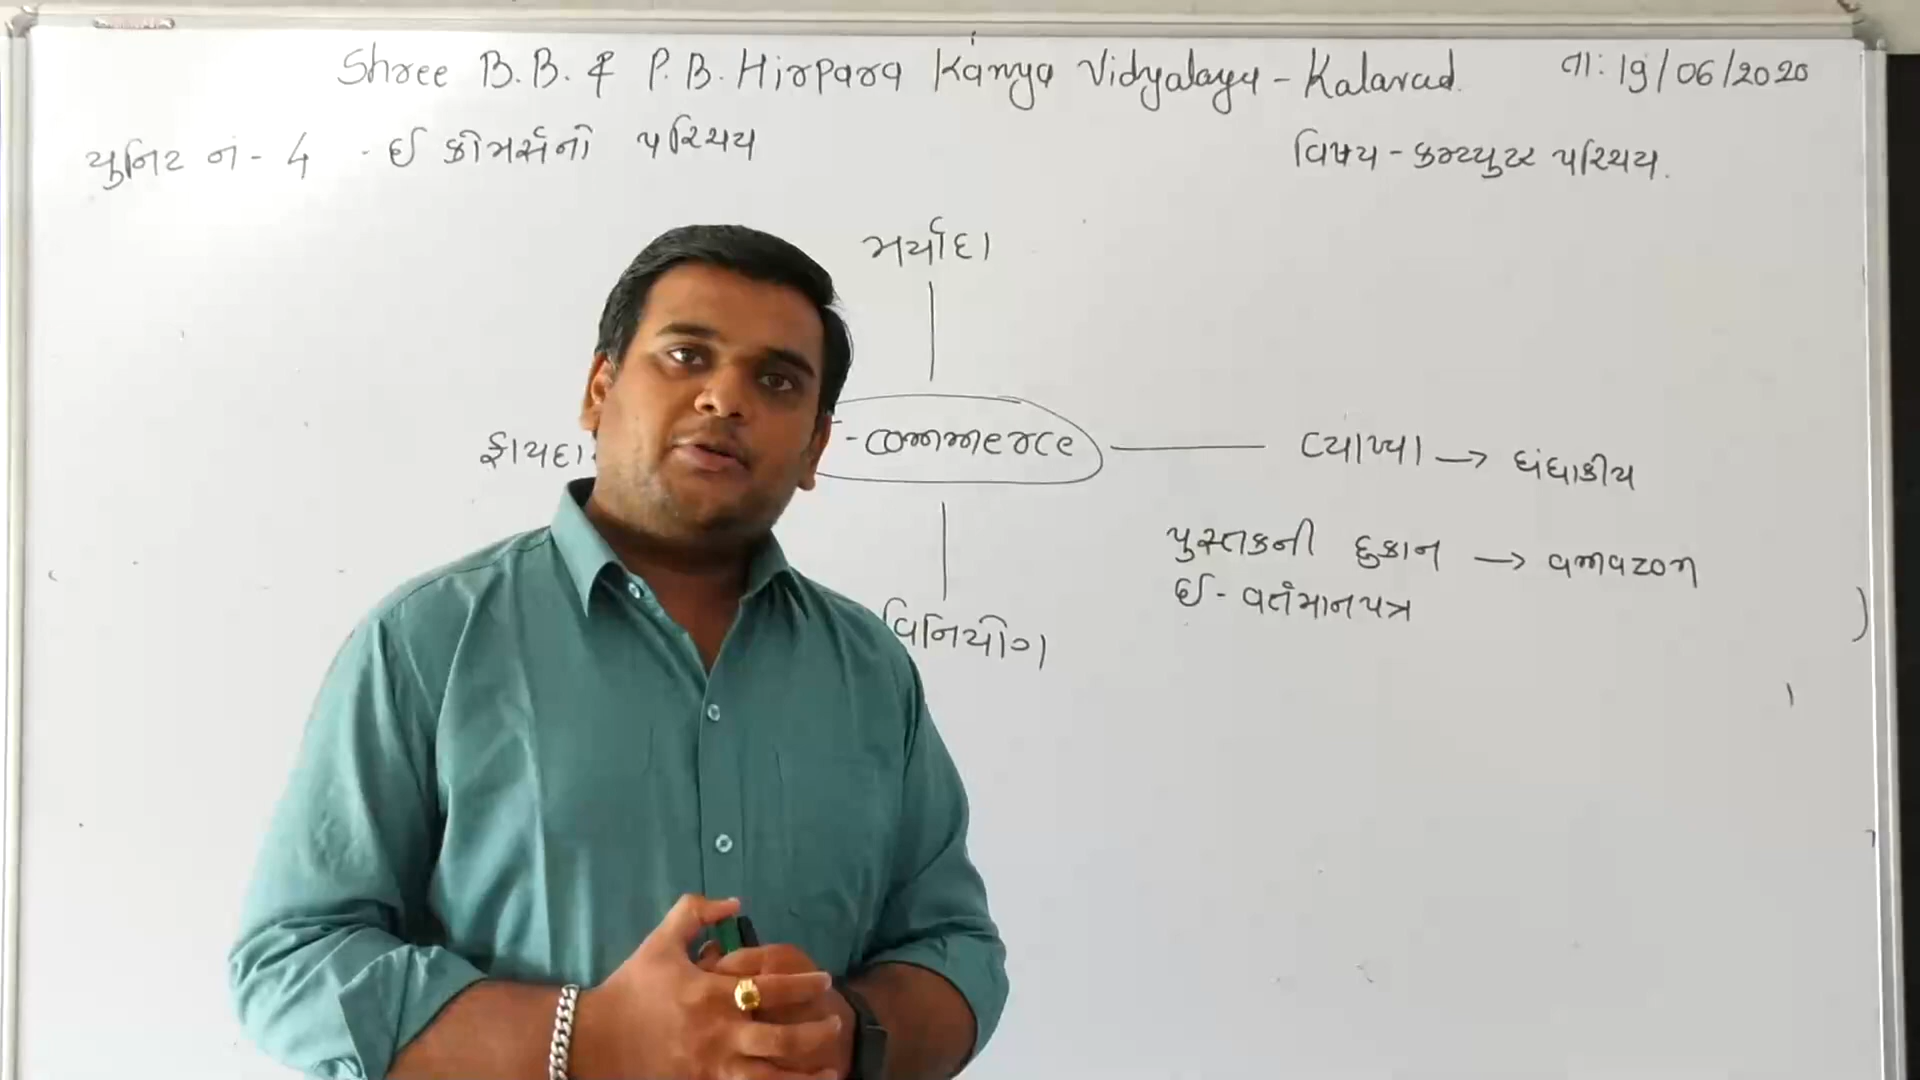 Shree B.B. & P.B. Hirpara Kanya Vidyalaya - Kalavad.
તા: 19/06/2020
યુનિટ નં - 4 - ઈ કોમર્સનો પરિચય
વિષય - કમ્પ્યુટર પરિચય.
મર્યાદા
ફાયદા
-commerce
વ્યાખ્યા → ધંધાકીય
પુસ્તકની દુકાન →
ઈ - વર્તમાનપત્ર
વિનિયોગ